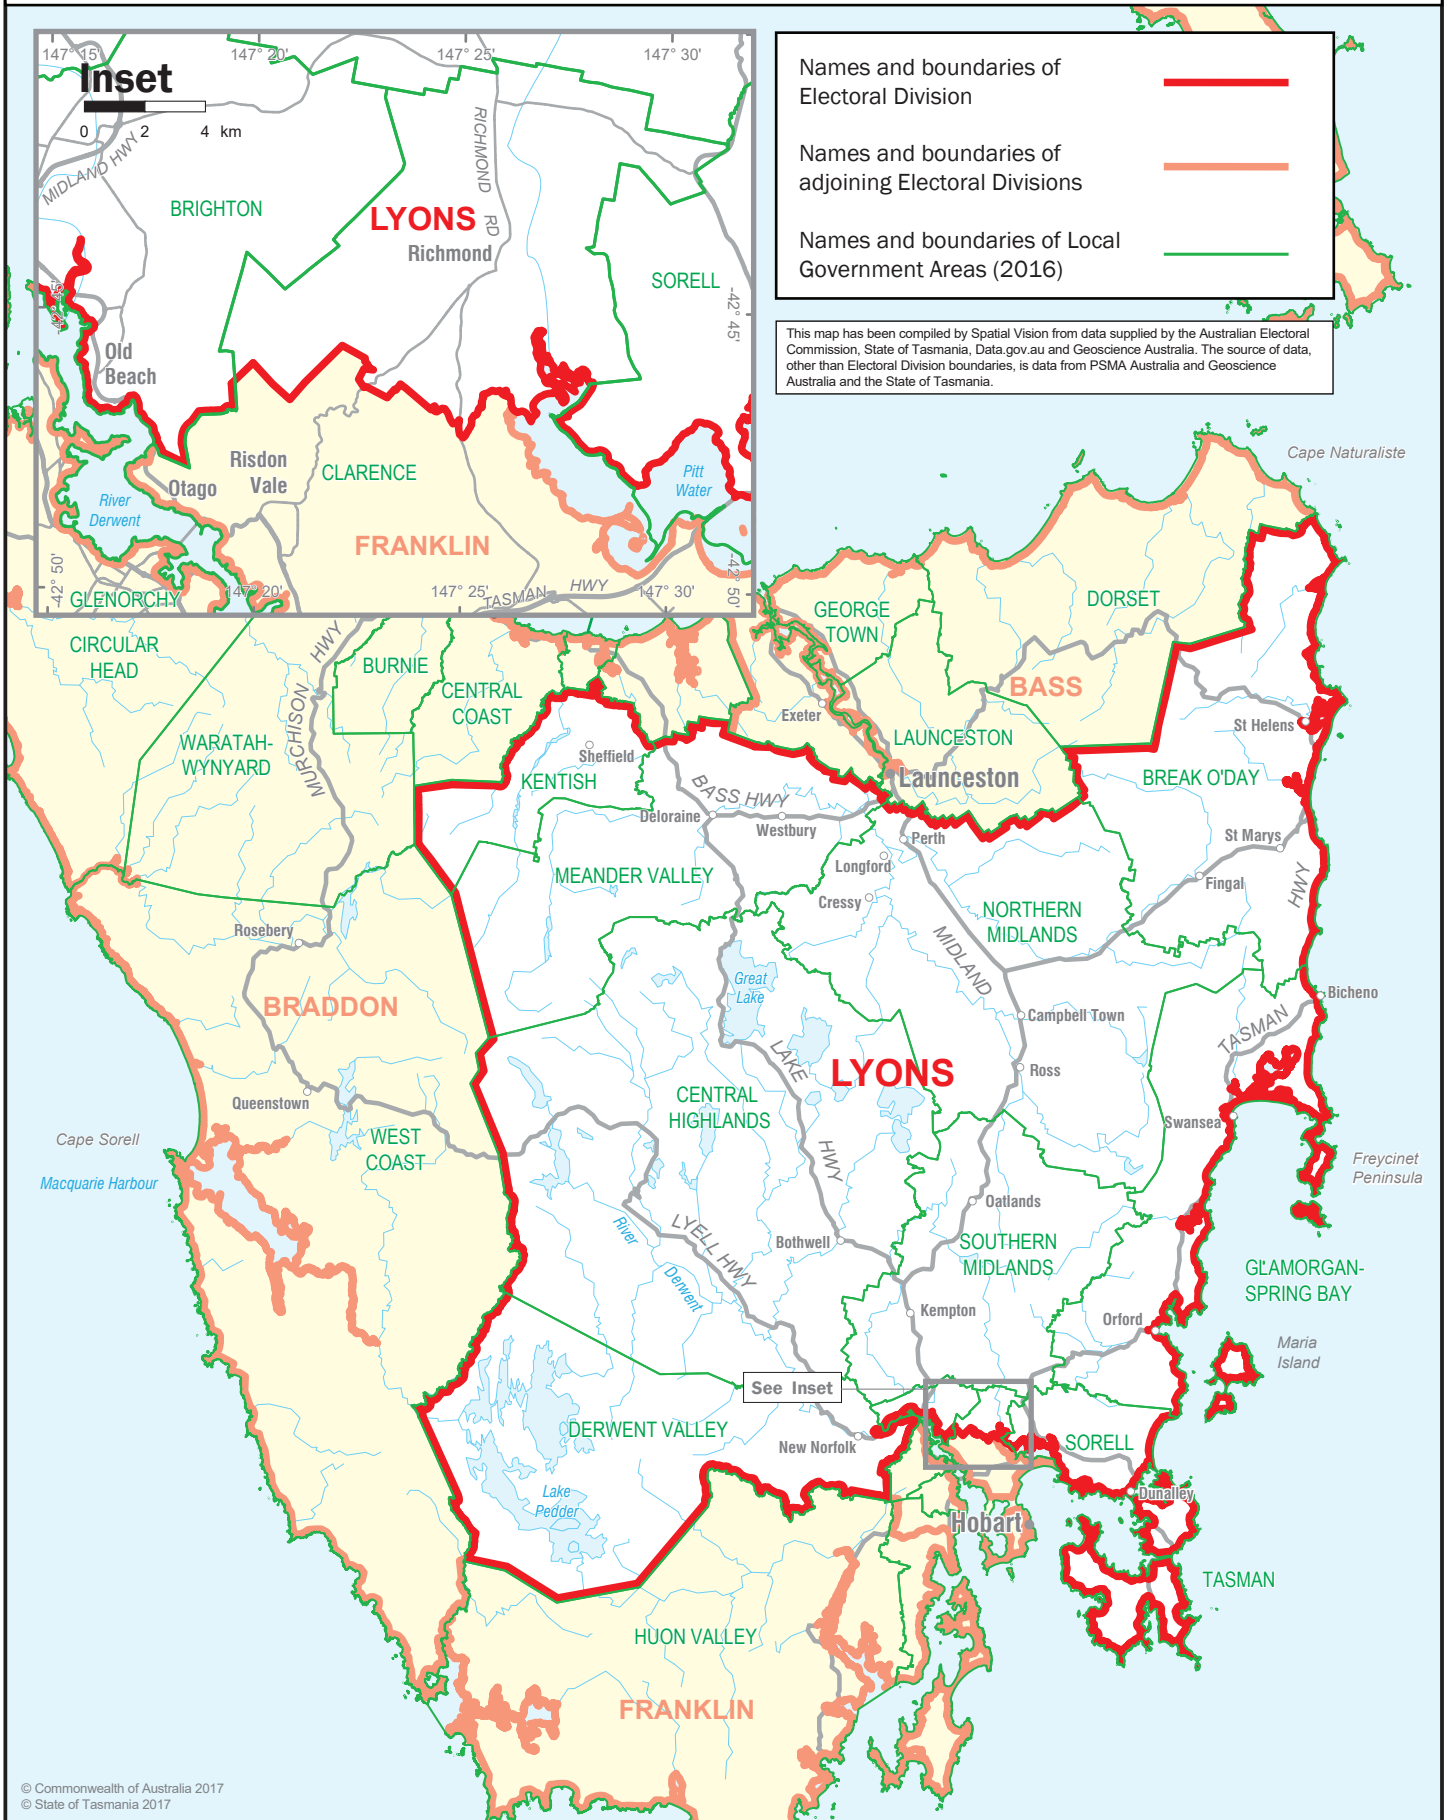 147° 15'
147° 20'
147° 25'
147° 30'
Inset
0 2 4 km
MIDLAND HWY
RICHMOND RD
BRIGHTON
LYONS
Richmond
SORELL
-42° 45'
-42° 45'
Old
Beach
Risdon
Vale
Otago
CLARENCE
Pitt
Water
River
Derwent
FRANKLIN
-42° 50'
-42° 50'
GLENORCHY
147° 20'
147° 25'
TASMAN HWY
147° 30'
Names and boundaries of
Electoral Division
Names and boundaries of
adjoining Electoral Divisions
Names and boundaries of Local
Government Areas (2016)
This map has been compiled by Spatial Vision from data supplied by the Australian Electoral
Commission, State of Tasmania, Data.gov.au and Geoscience Australia. The source of data,
other than Electoral Division boundaries, is data from PSMA Australia and Geoscience
Australia and the State of Tasmania.
Cape Naturaliste
CIRCULAR
HEAD
MURCHISON HWY
BURNIE
CENTRAL
COAST
GEORGE
TOWN
DORSET
BASS
WARATAH-
WYNYARD
Exeter
St Helens
Sheffield
KENTISH
LAUNCESTON
Launceston
BREAK O'DAY
BASS HWY
Deloraine
Westbury
Perth
St Marys
Longford
MEANDER VALLEY
Fingal
HWY
Cressy
NORTHERN
MIDLANDS
Rosebery
MIDLAND
Great
Lake
Bicheno
BRADDON
Campbell Town
TASMAN
LAKE
LYONS
Ross
Queenstown
CENTRAL
HIGHLANDS
Swansea
Cape Sorell
WEST
COAST
HWY
Freycinet
Peninsula
Macquarie Harbour
Oatlands
River
Derwent
LYELL HWY
Bothwell
SOUTHERN
MIDLANDS
GLAMORGAN-
SPRING BAY
Kempton
Orford
Maria
Island
See Inset
DERWENT VALLEY
New Norfolk
SORELL
Lake
Pedder
Dunalley
Hobart
TASMAN
HUON VALLEY
FRANKLIN
© Commonwealth of Australia 2017
© State of Tasmania 2017